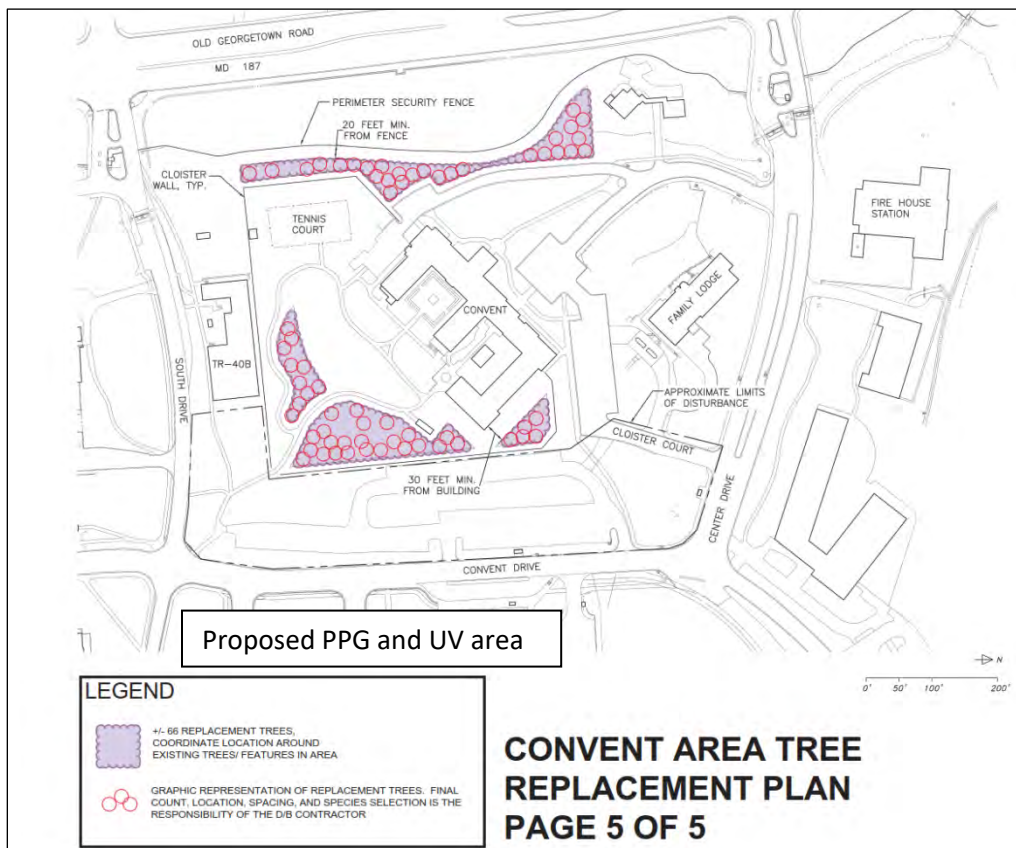 OLD GEORGETOWN ROAD
MD 187
PERIMETER SECURITY FENCE
20 FEET MIN.
FROM FENCE
CLOISTER
WALL, TYP.
TENNIS
COURT
FIRE HOUSE
STATION
CONVENT
FAMILY LODGE
TR-40B
SOUTH DRIVE
APPROXIMATE LIMITS
OF DISTURBANCE
CLOISTER COURT
30 FEET MIN.
FROM BUILDING
CENTER DRIVE
CONVENT DRIVE
Proposed PPG and UV area
N
0' 50' 100' 200'
LEGEND
+/- 66 REPLACEMENT TREES,
COORDINATE LOCATION AROUND
EXISTING TREES/ FEATURES IN AREA
GRAPHIC REPRESENTATION OF REPLACEMENT TREES. FINAL
COUNT, LOCATION, SPACING, AND SPECIES SELECTION IS THE
RESPONSIBILITY OF THE D/B CONTRACTOR
CONVENT AREA TREE
REPLACEMENT PLAN
PAGE 5 OF 5